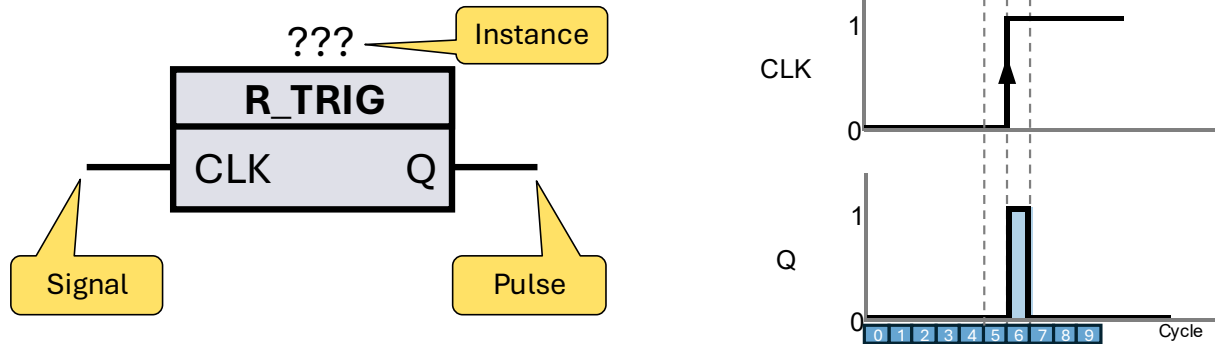 ???
Instance
R_TRIG
CLK Q
Signal
Pulse
1
CLK
0
1
Q
0
0 1 2 3 4 5 6 7 8 9
Cycle